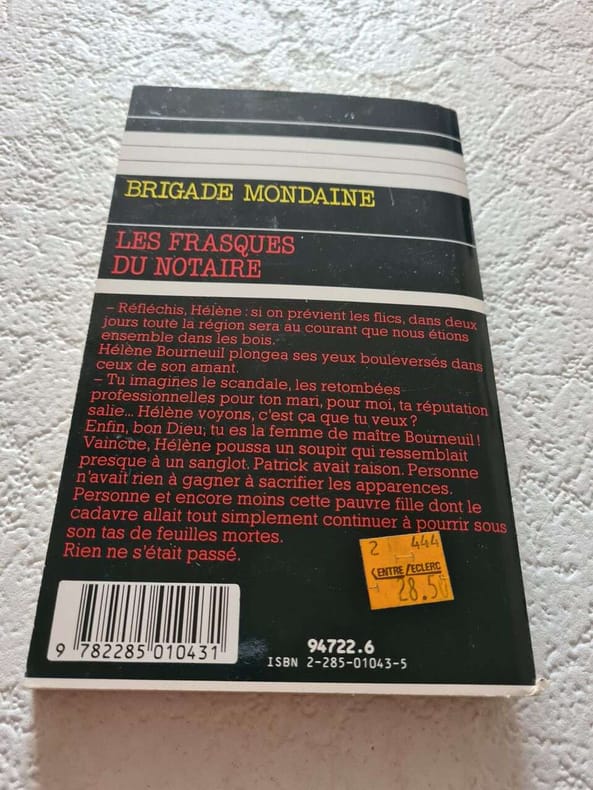 BRIGADE MONDAINE
LES FRASQUES
DU NOTAIRE
– Réfléchis, Hélène : si on prévient les flics, dans deux
jours toute la région sera au courant que nous étions
ensemble dans les bois.
Hélène Bourneuil plongea ses yeux bouleversés dans
ceux de son amant.
– Tu imagines le scandale, les retombées
professionnelles pour ton mari, pour moi, ta réputation
salie... Hélène voyons, c'est ça que tu veux ?
Enfin, bon Dieu, tu es la femme de maître Bourneuil !
Vaincue, Hélène poussa un soupir qui ressemblait
presque à un sanglot. Patrick avait raison. Personne
n'avait rien à gagner à sacrifier les apparences.
Personne et encore moins cette pauvre fille dont le
cadavre allait tout simplement continuer à pourrir sous
son tas de feuilles mortes.
Rien ne s'était passé.
2 444
CENTRE LECLERC
28.50
9 782285 010431
94722.6
ISBN 2-285-01043-5